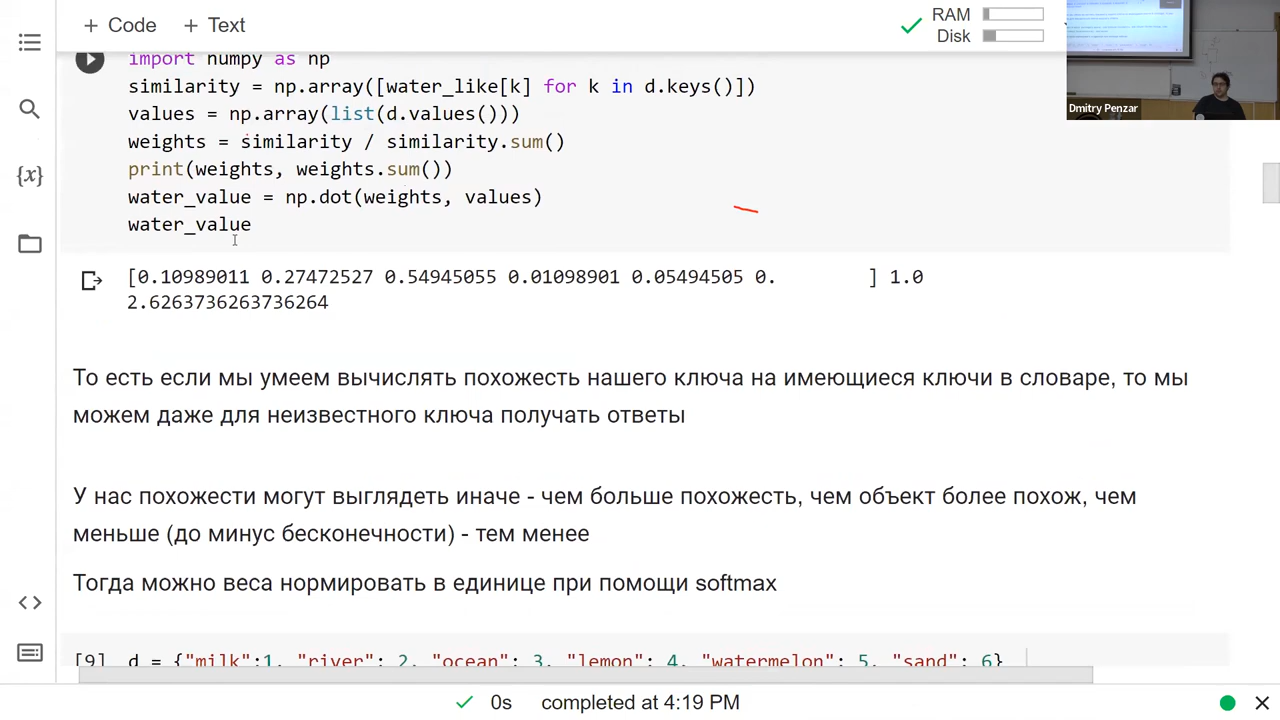 + Code + Text
RAM
Disk
Dmitry Penzar
import numpy as np
similarity = np.array([water_like[k] for k in d.keys()])
values = np.array(list(d.values()))
weights = similarity / similarity.sum()
print(weights, weights.sum())
water_value = np.dot(weights, values)
water_value
[0.10989011 0.27472527 0.54945055 0.01098901 0.05494505 0. ] 1.0
2.6263736263736264
То есть если мы умеем вычислять похожесть нашего ключа на имеющиеся ключи в словаре, то мы
можем даже для неизвестного ключа получать ответы
У нас похожести могут выглядеть иначе - чем больше похожесть, чем объект более похож, чем
меньше (до минус бесконечности) - тем менее
Тогда можно веса нормировать в единице при помощи softmax
[9] d = {"milk":1, "river": 2, "ocean": 3, "lemon": 4, "watermelon": 5, "sand": 6}
0s completed at 4:19 PM